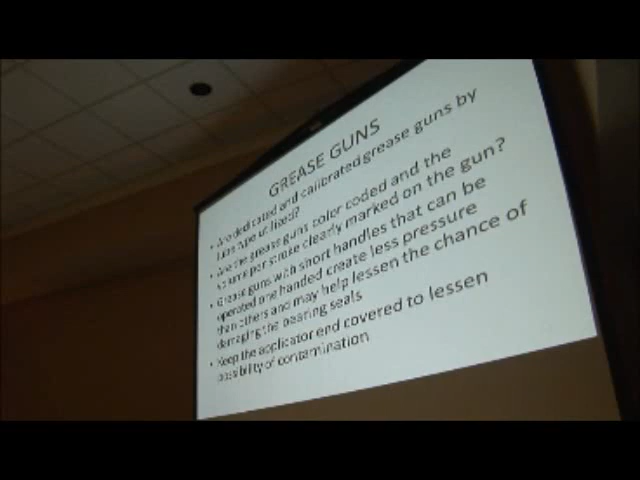 GREASE GUNS
• Are dedicated and calibrated grease guns by
lube type utilized?
• Are the grease guns color coded and the
volume per stroke clearly marked on the gun?
• Grease guns with short handles that can be
operated one handed create less pressure
than others and may help lessen the chance of
damaging the bearing seals
• Keep the applicator end covered to lessen
possibility of contamination